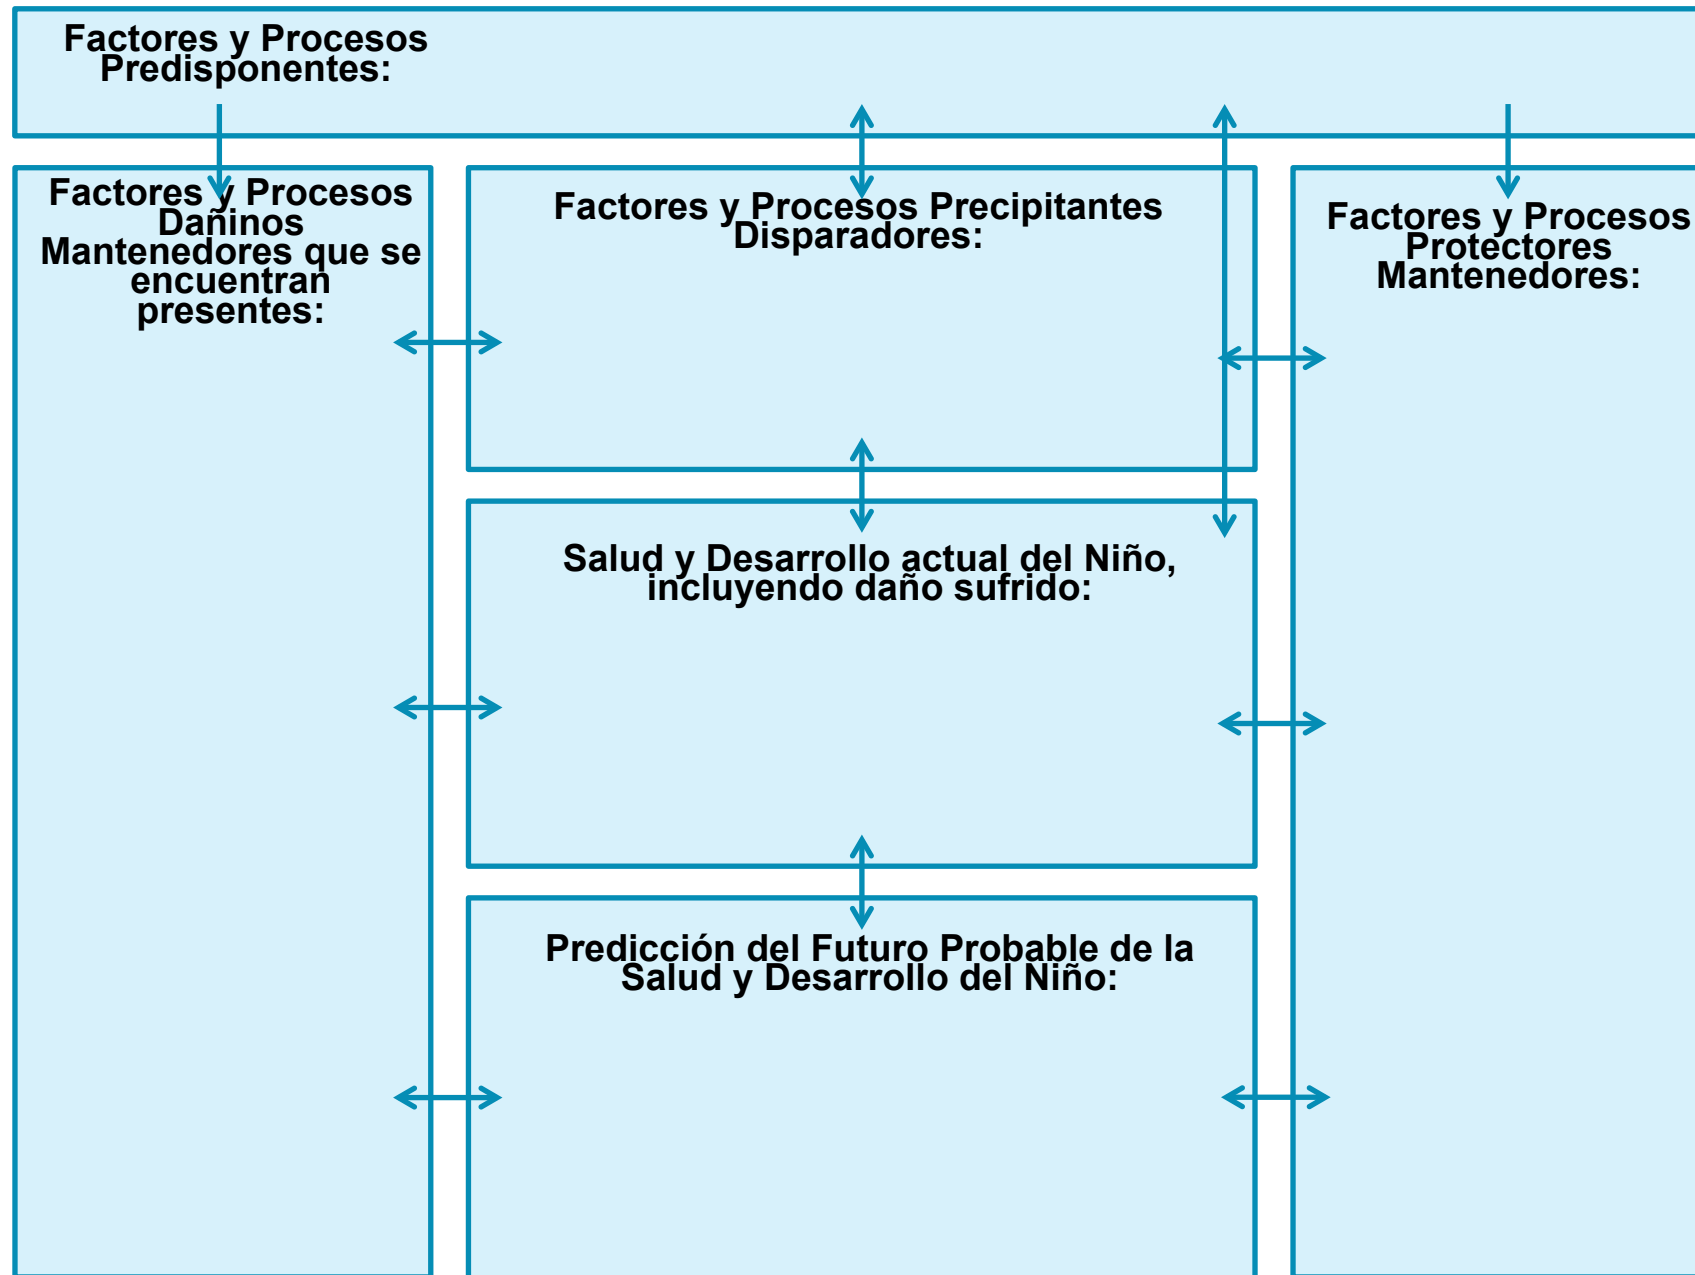 Factores y Procesos
Predisponentes:
Factores y Procesos
Dañinos
Mantenedores que se
encuentran
presentes:
Factores y Procesos Precipitantes
Disparadores:
Factores y Procesos
Protectores
Mantenedores:
Salud y Desarrollo actual del Niño,
incluyendo daño sufrido:
Predicción del Futuro Probable de la
Salud y Desarrollo del Niño: